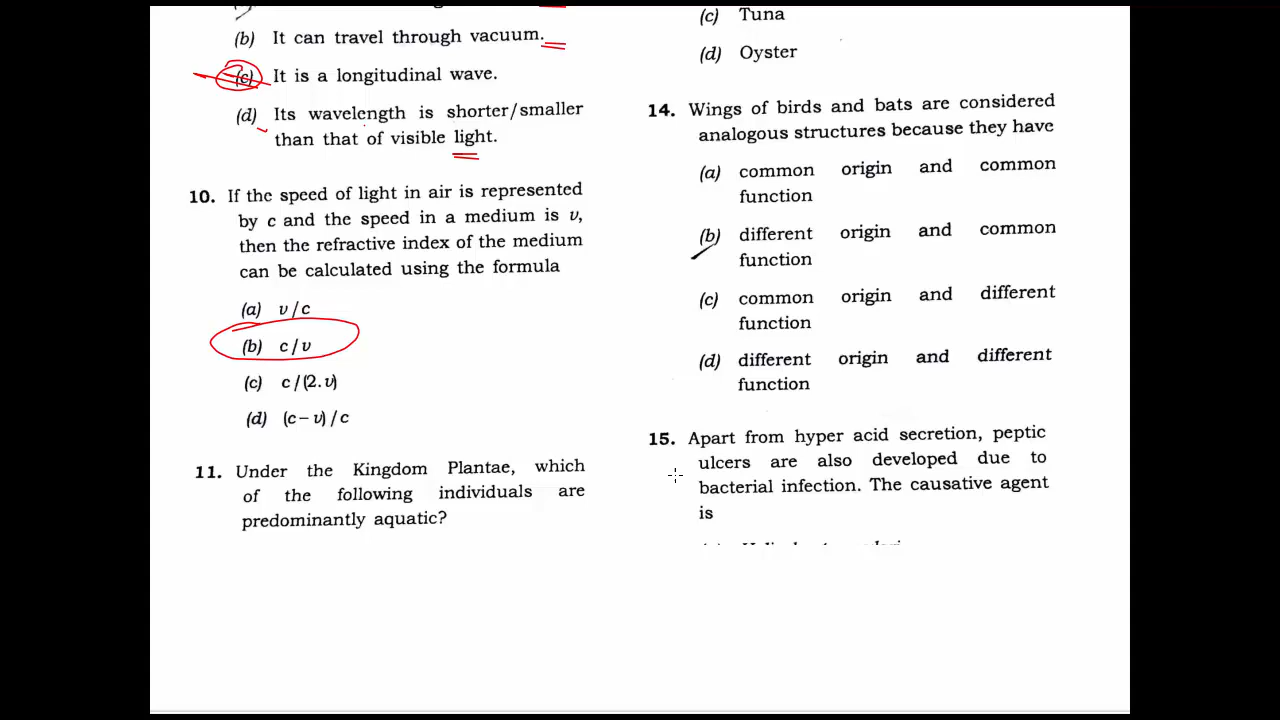 (b) It can travel through vacuum.
(c) It is a longitudinal wave.
(d) Its wavelength is shorter/smaller
than that of visible light.
10. If the speed of light in air is represented
by c and the speed in a medium is v,
then the refractive index of the medium
can be calculated using the formula
(a) v/c
(b) c/v
(c) c/(2.v)
(d) (c-v)/c
11. Under the Kingdom Plantae, which
of the following individuals are
predominantly aquatic?
(c) Tuna
(d) Oyster
14. Wings of birds and bats are considered
analogous structures because they have
(a) common origin and common
function
(b) different origin and common
function
(c) common origin and different
function
(d) different origin and different
function
15. Apart from hyper acid secretion, peptic
ulcers are also developed due to
bacterial infection. The causative agent
is